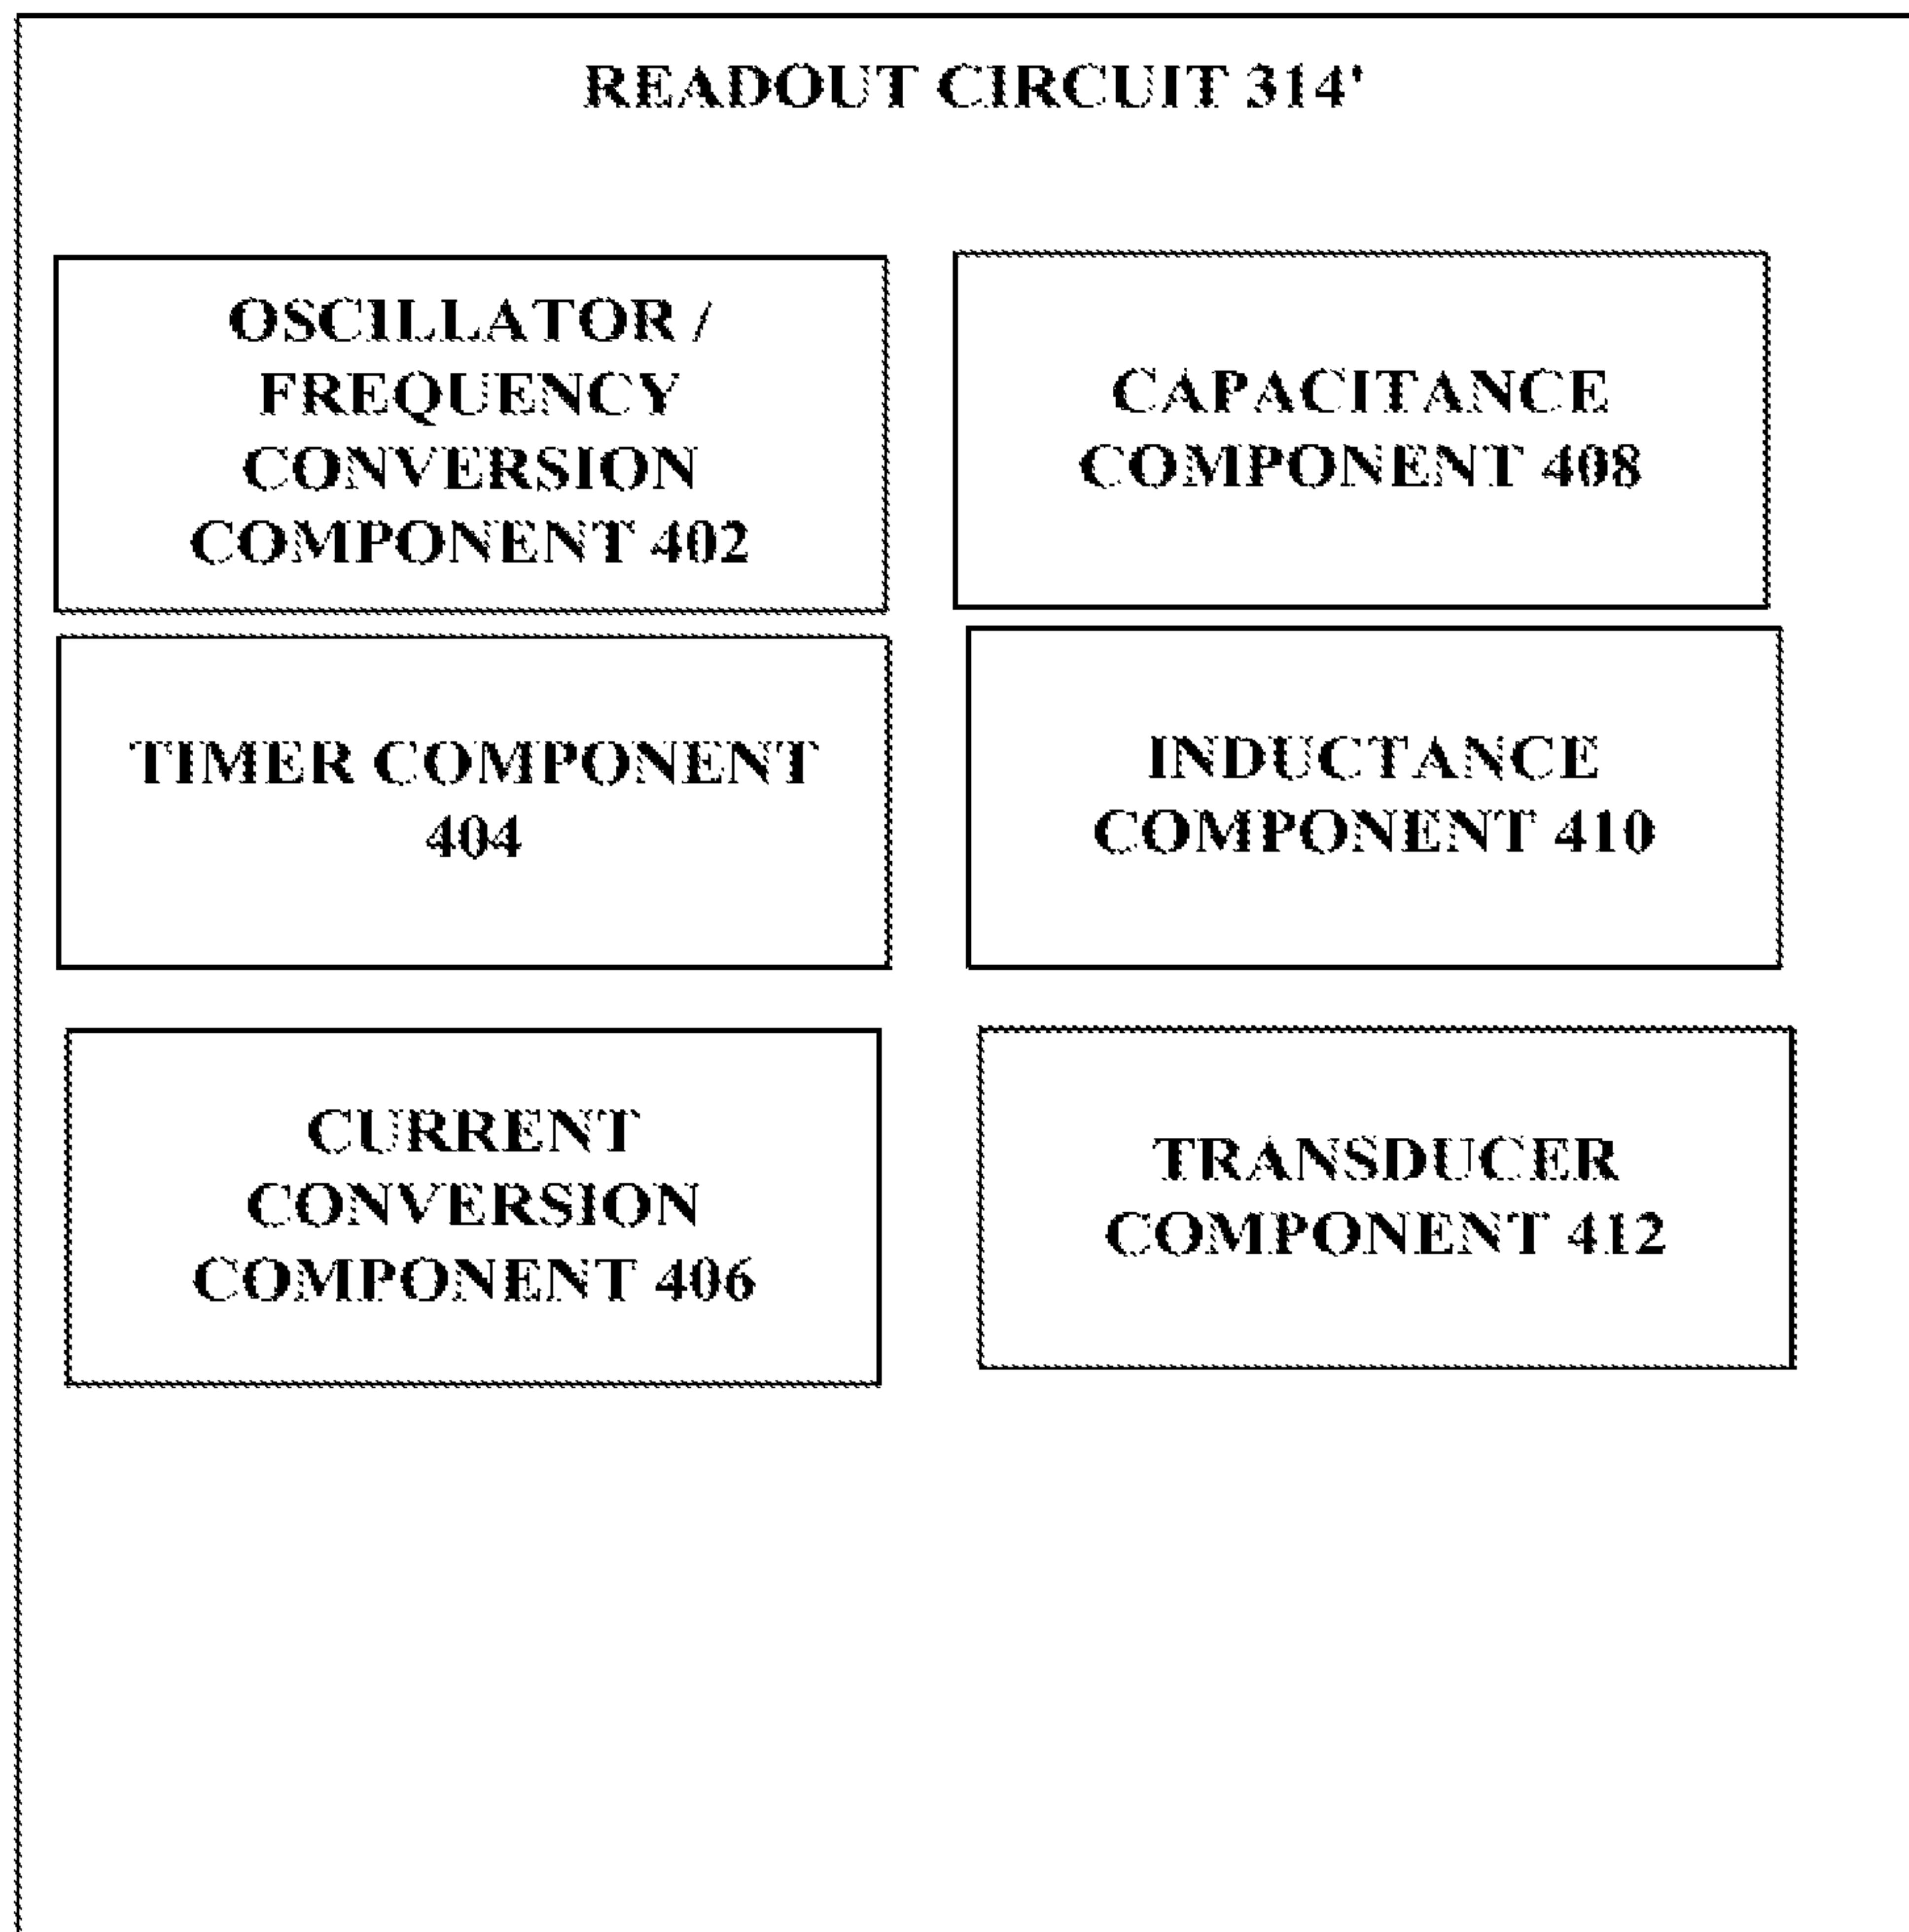 READOUT CIRCUIT 314'
OSCILLATOR /
FREQUENCY
CONVERSION
COMPONENT 402
CAPACITANCE
COMPONENT 408
TIMER COMPONENT
404
INDUCTANCE
COMPONENT 410
CURRENT
CONVERSION
COMPONENT 406
TRANSDUCER
COMPONENT 412